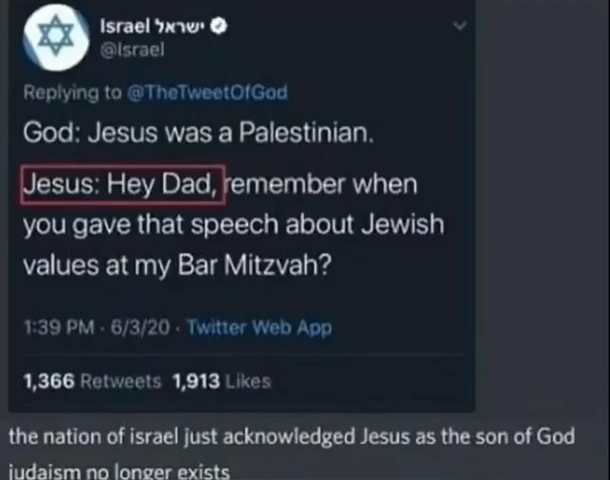 Israel ישראל
@Israel
Replying to @TheTweetOfGod
God: Jesus was a Palestinian.
Jesus: Hey Dad, remember when
you gave that speech about Jewish
values at my Bar Mitzvah?
1:39 PM · 6/3/20 · Twitter Web App
1,366 Retweets 1,913 Likes
the nation of israel just acknowledged Jesus as the son of God
judaism no longer exists